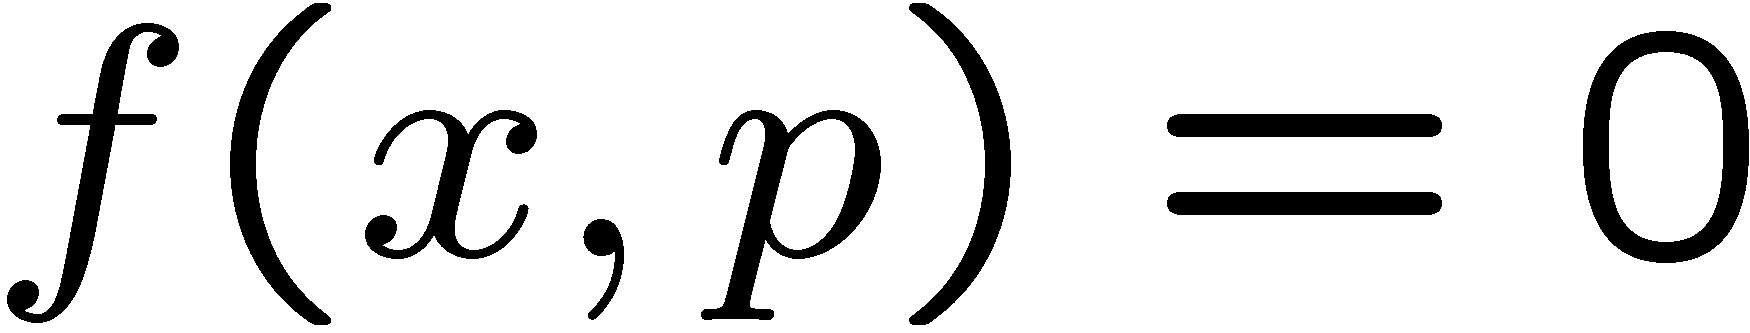 f(x, p) = 0